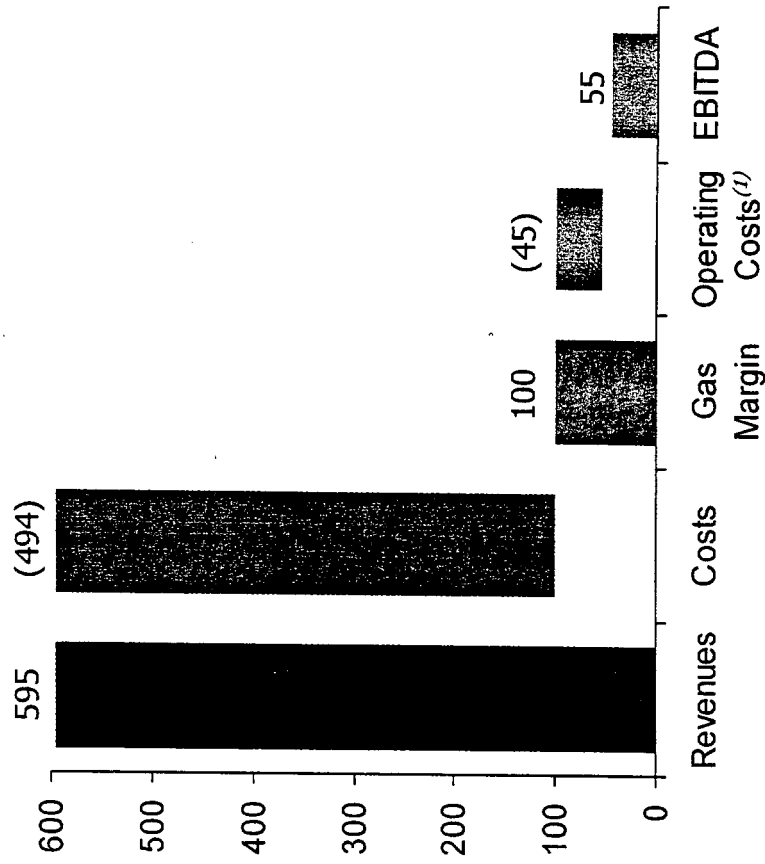 595
(494)
100
(45)
55
600
500
400
300
200
100
0
Revenues
Costs
Gas
Margin
Operating
Costs(1)
EBITDA